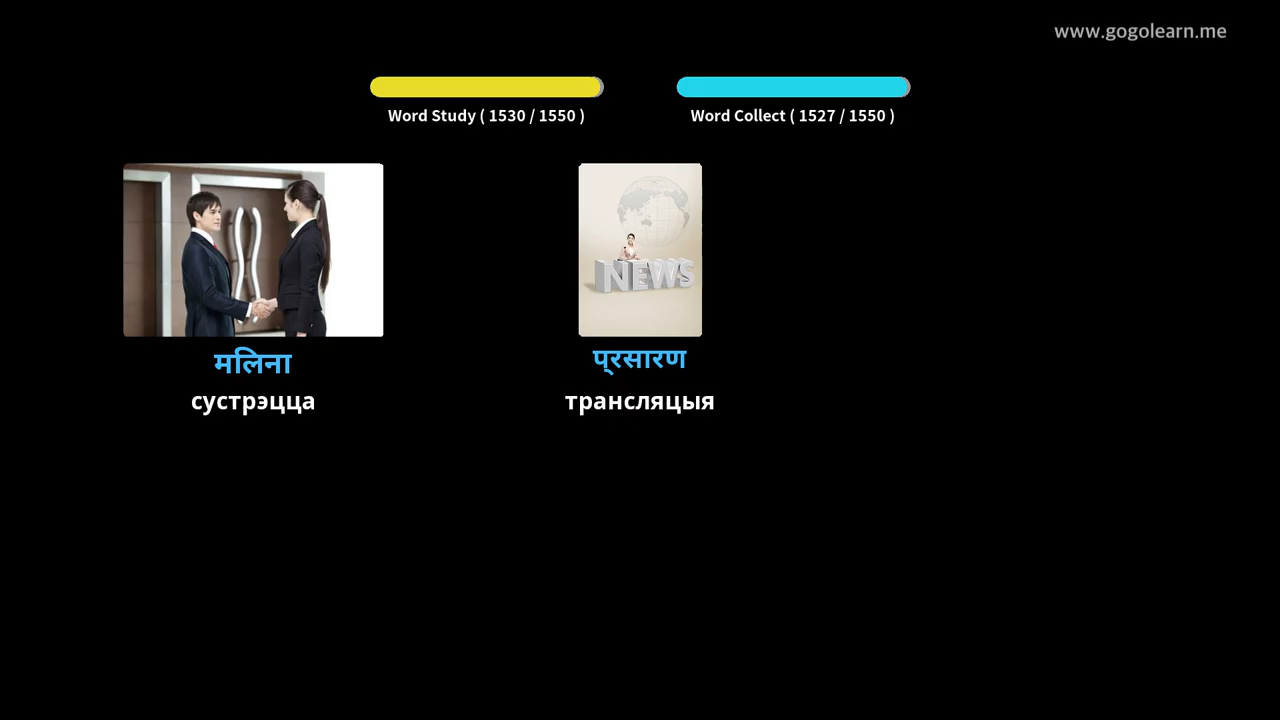 www.gogolearn.me
Word Study ( 1530 / 1550 )
Word Collect ( 1527 / 1550 )
NEWS
मलिना
प्‌रसारण
сустрэцца
трансляцыя